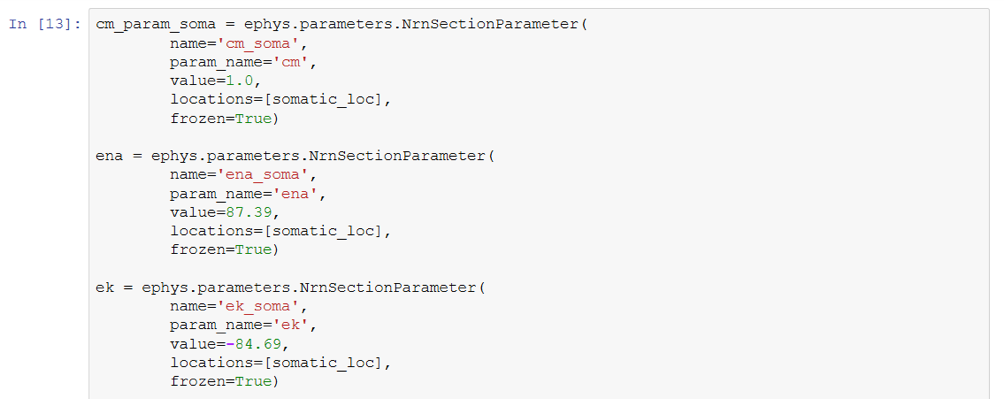 In [13]: cm_param_soma = ephys.parameters.NrnSectionParameter(
        name='cm_soma',
        param_name='cm',
        value=1.0,
        locations=[somatic_loc],
        frozen=True)

ena = ephys.parameters.NrnSectionParameter(
        name='ena_soma',
        param_name='ena',
        value=87.39,
        locations=[somatic_loc],
        frozen=True)

ek = ephys.parameters.NrnSectionParameter(
        name='ek_soma',
        param_name='ek',
        value=-84.69,
        locations=[somatic_loc],
        frozen=True)